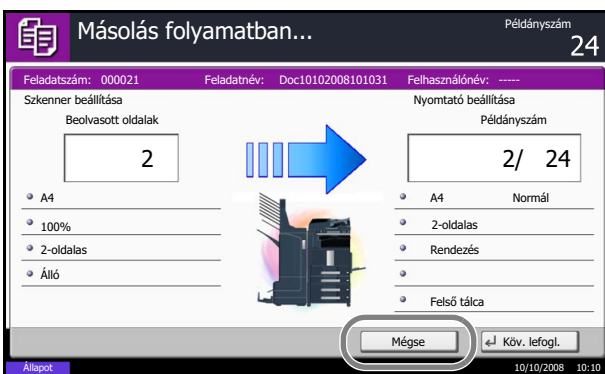 Másolás folyamatban...
Példányszám
24
Feladatszám: 000021 Feladatnév: Doc10102008101031 Felhasználónév: -----
Szkenner beállítása
Nyomtató beállítása
Beolvasott oldalak
Példányszám
2
2/ 24
A4
A4 Normál
100%
2-oldalas
2-oldalas
Rendezés
Álló
Felső tálca
Mégse
Köv. lefogl.
Állapot
10/10/2008 10:10